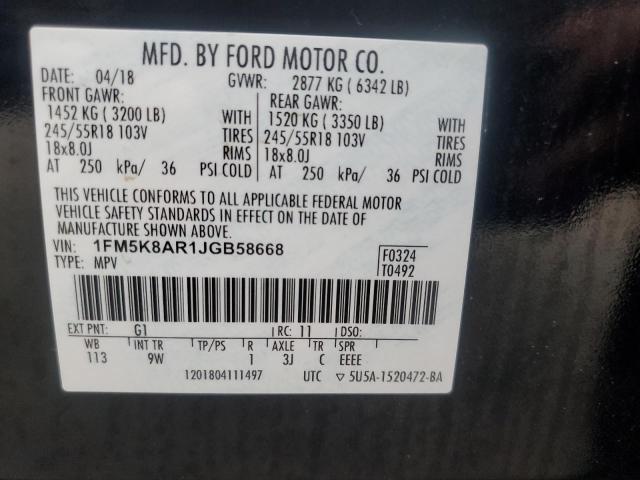 MFD. BY FORD MOTOR CO.
DATE: 04/18 GVWR: 2877 KG ( 6342 LB)
FRONT GAWR: REAR GAWR:
1452 KG ( 3200 LB) WITH 1520 KG ( 3350 LB) WITH
245/55R18 103V TIRES 245/55R18 103V TIRES
18x8.0J RIMS 18x8.0J RIMS
AT 250 kPa/ 36 PSI COLD AT 250 kPa/ 36 PSI COLD
THIS VEHICLE CONFORMS TO ALL APPLICABLE FEDERAL MOTOR
VEHICLE SAFETY STANDARDS IN EFFECT ON THE DATE OF
MANUFACTURE SHOWN ABOVE.
VIN: 1FM5K8AR1JGB58668 F0324
TYPE: MPV T0492
EXT PNT: G1 RC: 11 DSO:
WB INT TR TP/PS R AXLE TR SPR
113 9W 1 3J C EEEE
1201804111497 UTC 5U5A-1520472-BA